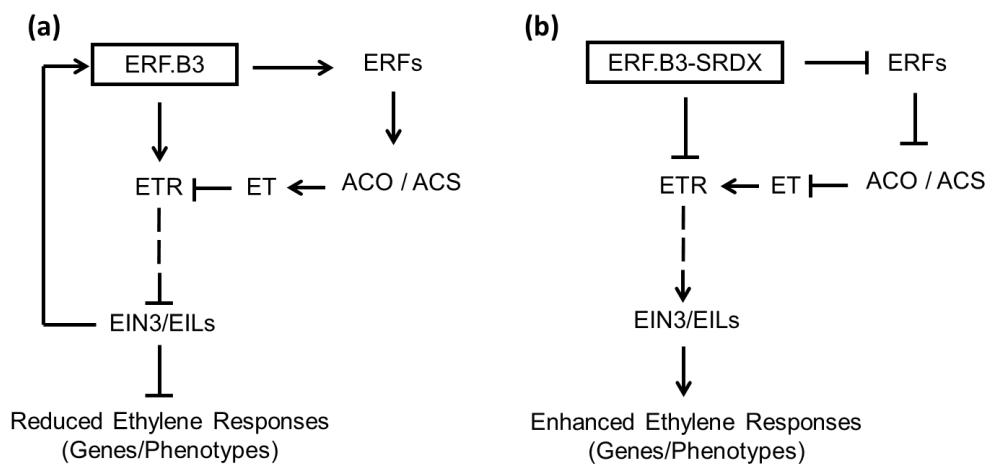 (a)
ERF.B3
ERFs
ETR
ET
ACO / ACS
EIN3/EILs
Reduced Ethylene Responses
(Genes/Phenotypes)
(b)
ERF.B3-SRDX
ERFs
ETR
ET
ACO / ACS
EIN3/EILs
Enhanced Ethylene Responses
(Genes/Phenotypes)